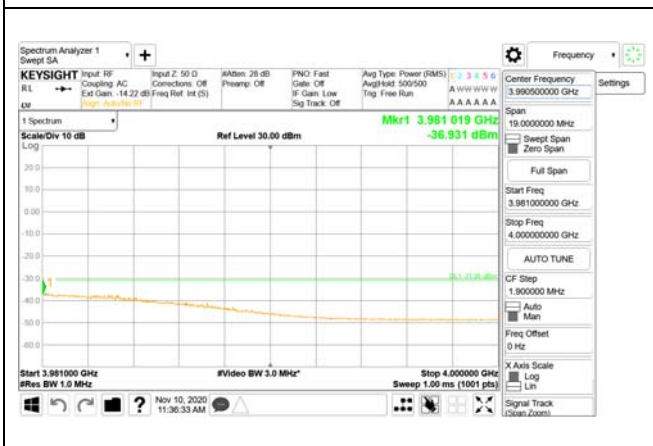 Spectrum Analyzer 1
Swept SA
+
Frequency
KEYSIGHT
RL
Input: RF
Coupling: AC
Ext Gain: -14.22 dB
Align: Auto/No RF
Input Z: 50 Ω
Corrections: Off
Freq Ref: Int (S)
#Atten: 28 dB
Preamp: Off
PNO: Fast
Gate: Off
IF Gain: Low
Sig Track: Off
Avg Type: Power (RMS)
Avg|Hold: 500/500
Trig: Free Run
1 2 3 4 5 6
A W W W W W
A A A A A A
1 Spectrum
Scale/Div 10 dB
Log
Ref Level 30.00 dBm
Mkr1 3.981 019 GHz
-36.931 dBm
20.0
10.0
0.00
-10.0
-20.0
-30.0
-40.0
-50.0
-60.0
1
Start 3.981000 GHz
#Res BW 1.0 MHz
#Video BW 3.0 MHz*
Stop 4.000000 GHz
Sweep 1.00 ms (1001 pts)
?
Nov 10, 2020
11:36:33 AM
Center Frequency
3.990500000 GHz
Settings
Span
19.0000000 MHz
Swept Span
Zero Span
Full Span
Start Freq
3.981000000 GHz
Stop Freq
4.000000000 GHz
AUTO TUNE
CF Step
1.900000 MHz
Auto
Man
Freq Offset
0 Hz
X Axis Scale
Log
Lin
Signal Track
(Span Zoom)